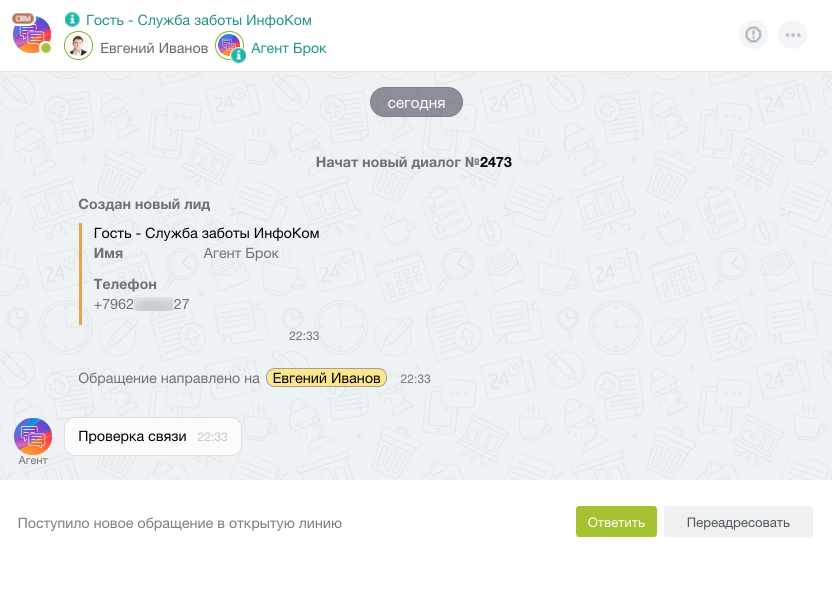 CRM
Гость - Служба заботы ИнфоКом
Евгений Иванов Агент Брок
сегодня
Начат новый диалог №2473
Создан новый лид
Гость - Служба заботы ИнфоКом
Имя Агент Брок
Телефон
+7962 27
22:33
Обращение направлено на Евгений Иванов 22:33
Проверка связи 22:33
Агент
Поступило новое обращение в открытую линию
Ответить Переадресовать